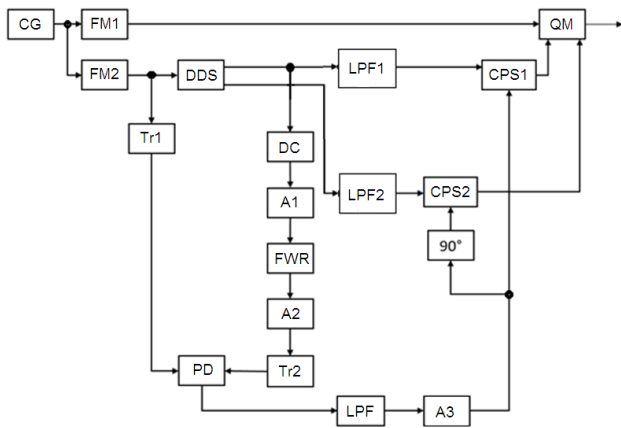 CG
FM1
QM
FM2
DDS
LPF1
CPS1
Tr1
DC
LPF2
CPS2
A1
90°
FWR
A2
PD
Tr2
LPF
A3